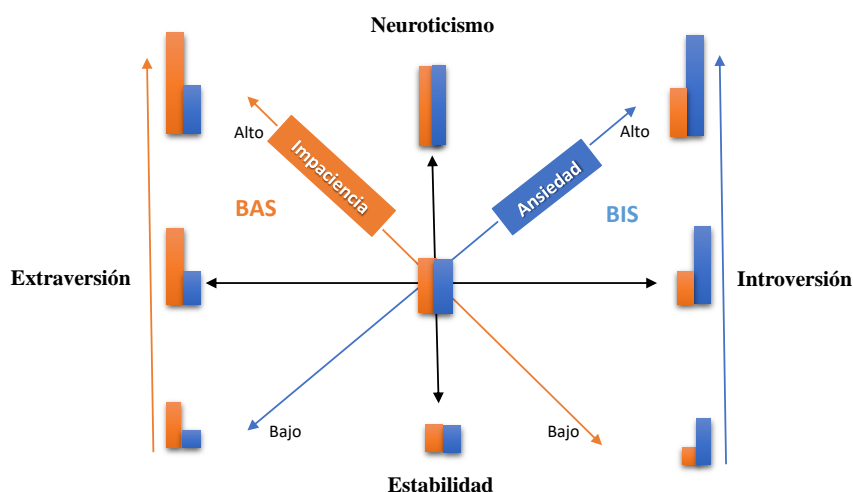 Neuroticismo
Alto
Impaciencia
Ansiedad
Alto
BAS
BIS
Extraversión
Introversión
Bajo
Bajo
Estabilidad